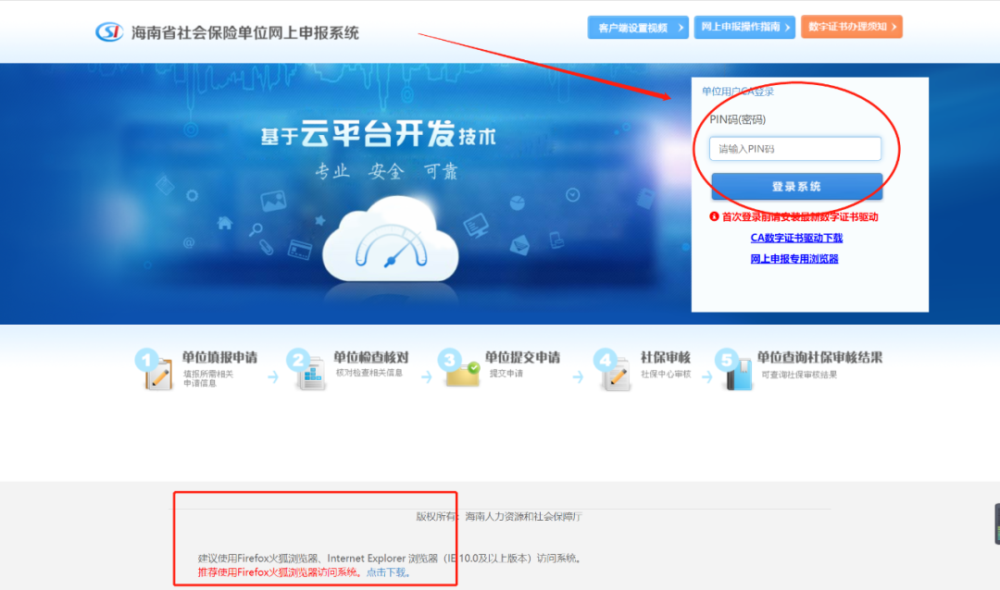 海南省社会保险单位网上申报系统
客户端设置视频
网上申报操作指南
数字证书办理须知
基于云平台开发技术
专业 安全 可靠
单位用户CA登录
PIN码(密码)
请输入PIN码
登录系统
首次登录前请安装最新数字证书驱动
CA数字证书驱动下载
网上申报专用浏览器
1
单位填报申请
填报所需相关
申请信息
2
单位检查核对
核对检查相关信息
3
单位提交申请
提交申请
4
社保审核
社保中心审核
5
单位查询社保审核结果
可查询社保审核结果
版权所有：海南人力资源和社会保障厅
建议使用Firefox火狐浏览器、Internet Explorer 浏览器（IE 10.0及以上版本）访问系统。
推荐使用Firefox火狐浏览器访问系统。点击下载。